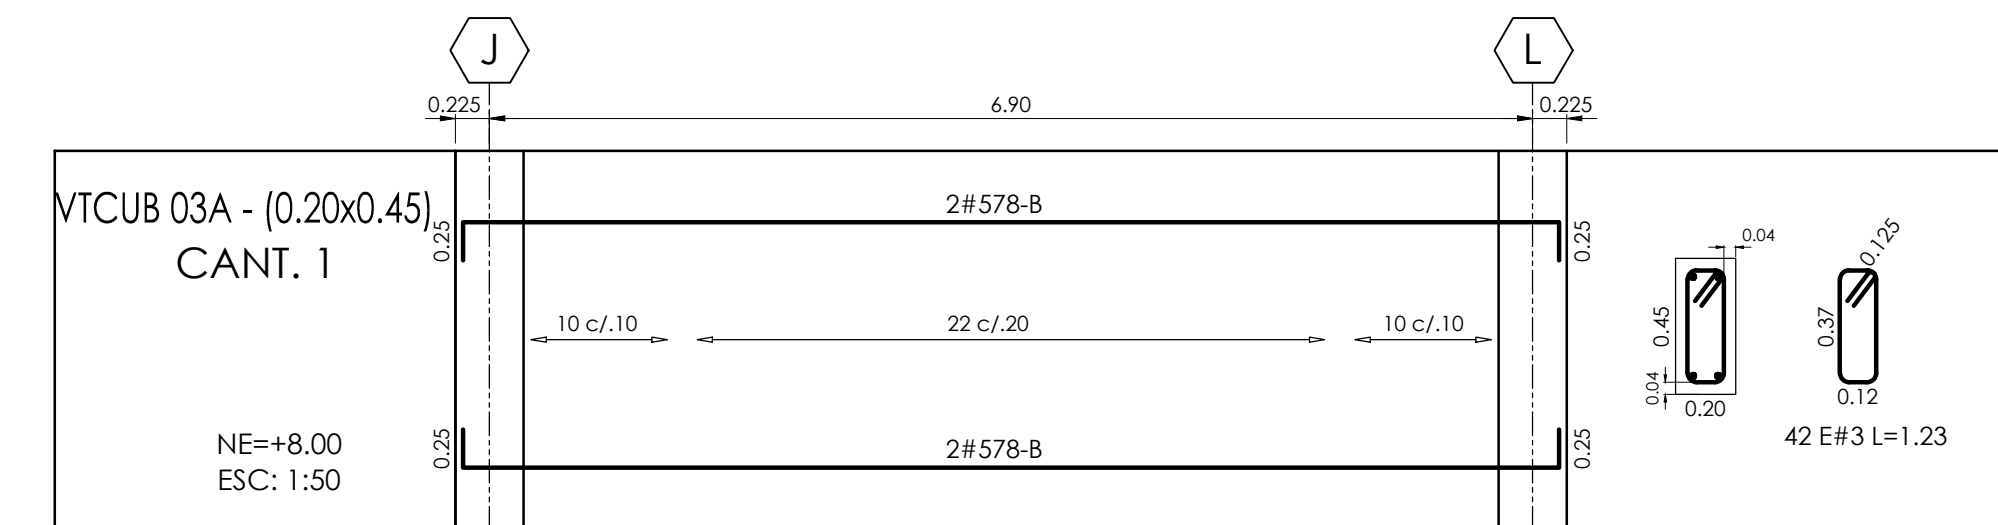 J
L
0.225
6.90
0.225
VTCUB 03A - (0.20x0.45)
CANT. 1
2#578-B
0.25
0.25
0.04
0.125
10 c/.10
22 c/.20
10 c/.10
0.45
0.37
0.04
0.20
0.12
42 E#3 L=1.23
NE=+8.00
ESC: 1:50
0.25
2#578-B
0.25